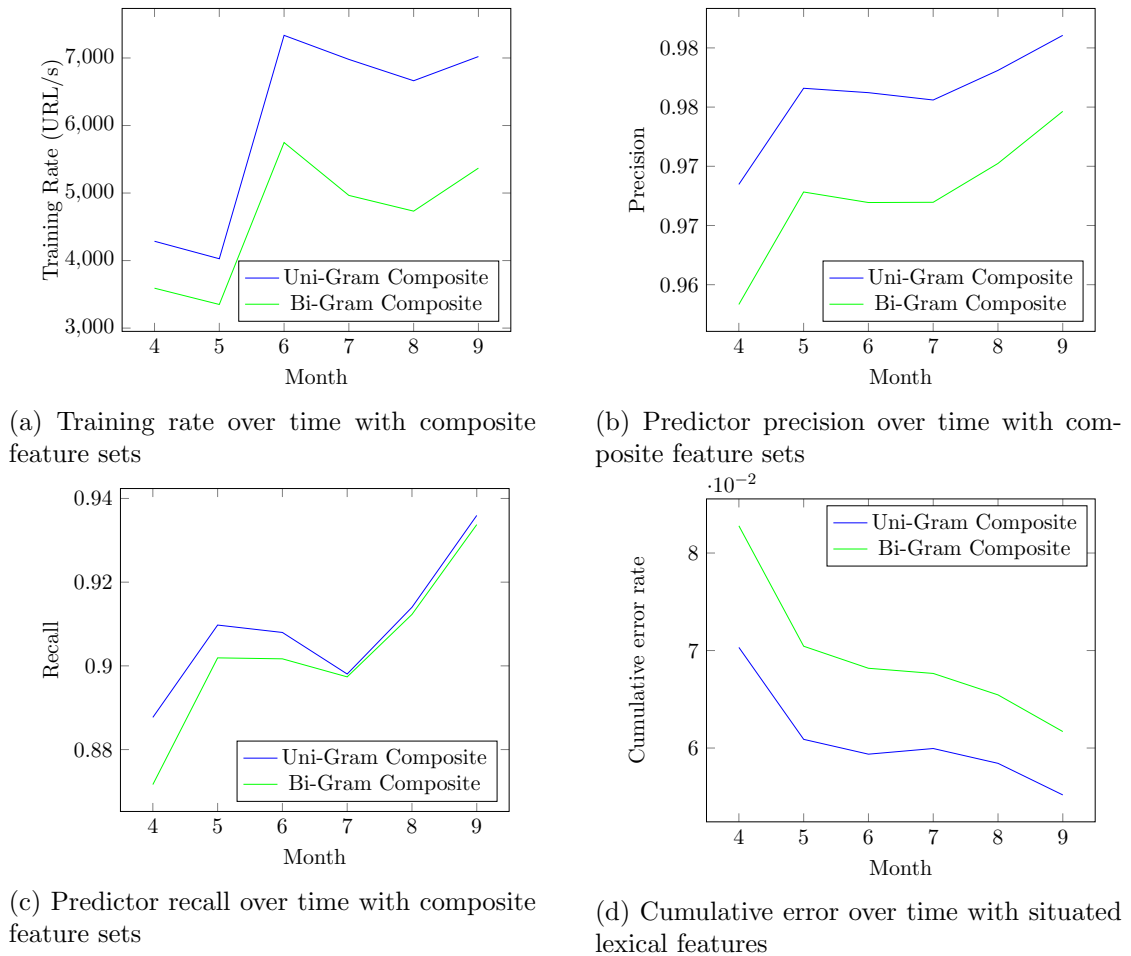 7,000
6,000
5,000
4,000
3,000
Training Rate (URL/s)
Uni-Gram Composite
Bi-Gram Composite
4 5 6 7 8 9
Month
(a) Training rate over time with composite
feature sets
0.98
0.98
0.97
0.97
0.96
Precision
Uni-Gram Composite
Bi-Gram Composite
4 5 6 7 8 9
Month
(b) Predictor precision over time with com-
posite feature sets
0.94
0.92
0.9
0.88
Recall
Uni-Gram Composite
Bi-Gram Composite
4 5 6 7 8 9
Month
(c) Predictor recall over time with composite
feature sets
·10−2
8
7
6
Cumulative error rate
Uni-Gram Composite
Bi-Gram Composite
4 5 6 7 8 9
Month
(d) Cumulative error over time with situated
lexical features